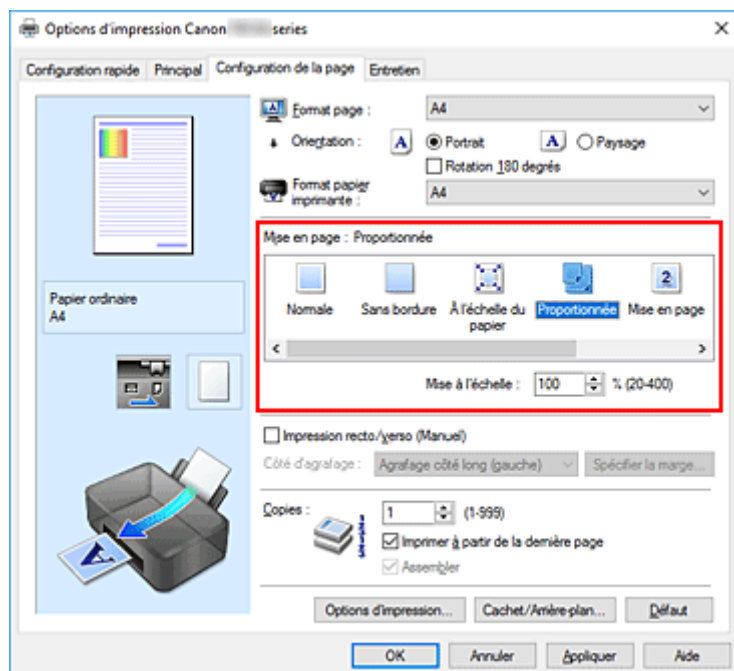 Options d'impression Canon series
Configuration rapide Principal Configuration de la page Entretien
Format page : A4
Orientation : A Portrait A Paysage
Rotation 180 degrés
Format papier imprimante : A4
Mise en page : Proportionnée
Normale Sans bordure À l'échelle du papier Proportionnée Mise en page
2
Mise à l'échelle : 100 % (20-400)
Papier ordinaire
A4
Impression recto/verso (Manuel)
Côté d'agrafage : Agrafage côté long (gauche) Spécifier la marge...
Copies : 1 (1-999)
Imprimer à partir de la dernière page
Assembler
Options d'impression... Cachet/Arrière-plan... Défaut
OK Annuler Appliquer Aide